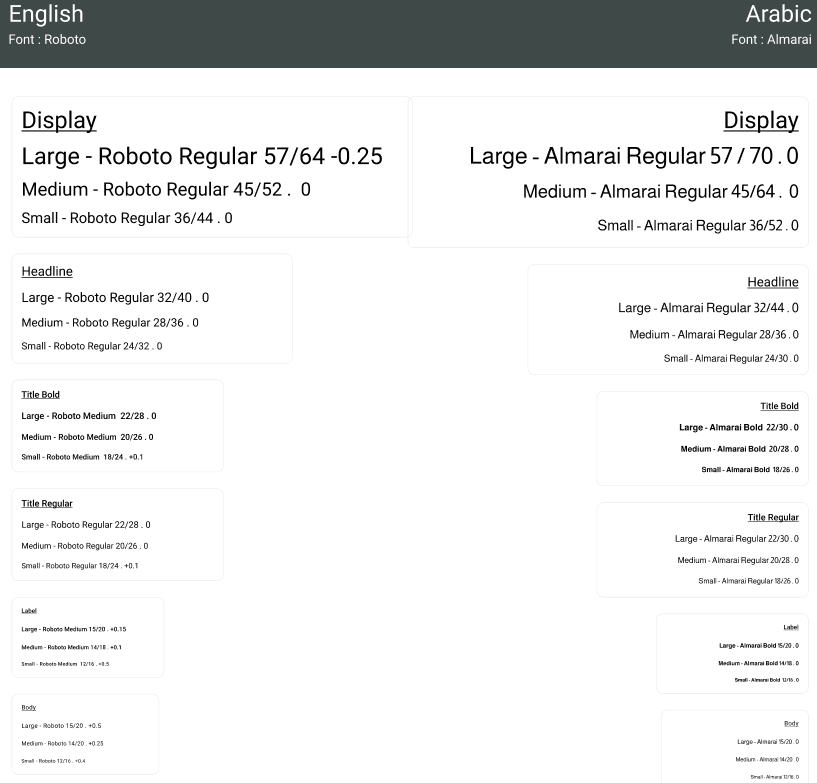 English
Font : Roboto
Arabic
Font : Almarai
Display
Large - Roboto Regular 57/64 -0.25
Medium - Roboto Regular 45/52 .  0
Small - Roboto Regular 36/44 . 0
Headline
Large - Roboto Regular 32/40 . 0
Medium - Roboto Regular 28/36 . 0
Small - Roboto Regular 24/32 . 0
Title Bold
Large - Roboto Medium  22/28 . 0
Medium - Roboto Medium  20/26 . 0
Small - Roboto Medium  18/24 . +0.1
Title Regular
Large - Roboto Regular 22/28 . 0
Medium - Roboto Regular 20/26 . 0
Small - Roboto Regular 18/24 . +0.1
Label
Large - Roboto Medium 15/20 . +0.15
Medium - Roboto Medium 14/18 . +0.1
Small - Roboto Medium  12/16 . +0.5
Body
Large - Roboto 15/20 . +0.5
Medium - Roboto 14/20 . +0.25
Small - Roboto 12/16 . +0.4
Display
Large - Almarai Regular 57 / 70 . 0
Medium - Almarai Regular 45/64 .  0
Small - Almarai Regular 36/52 . 0
Headline
Large - Almarai Regular 32/44 . 0
Medium - Almarai Regular 28/36 . 0
Small - Almarai Regular 24/30 . 0
Title Bold
Large - Almarai Bold  22/30 . 0
Medium - Almarai Bold  20/28 . 0
Small - Almarai Bold  18/26 . 0
Title Regular
Large - Almarai Regular 22/30 . 0
Medium - Almarai Regular 20/28 . 0
Small - Almarai Regular 18/26 . 0
Label
Large - Almarai Bold 15/20 . 0
Medium - Almarai Bold 14/18 . 0
Small - Almarai Bold  12/16 . 0
Body
Large - Almarai 15/20 . 0
Medium - Almarai 14/20 . 0
Small - Almarai 12/16 . 0